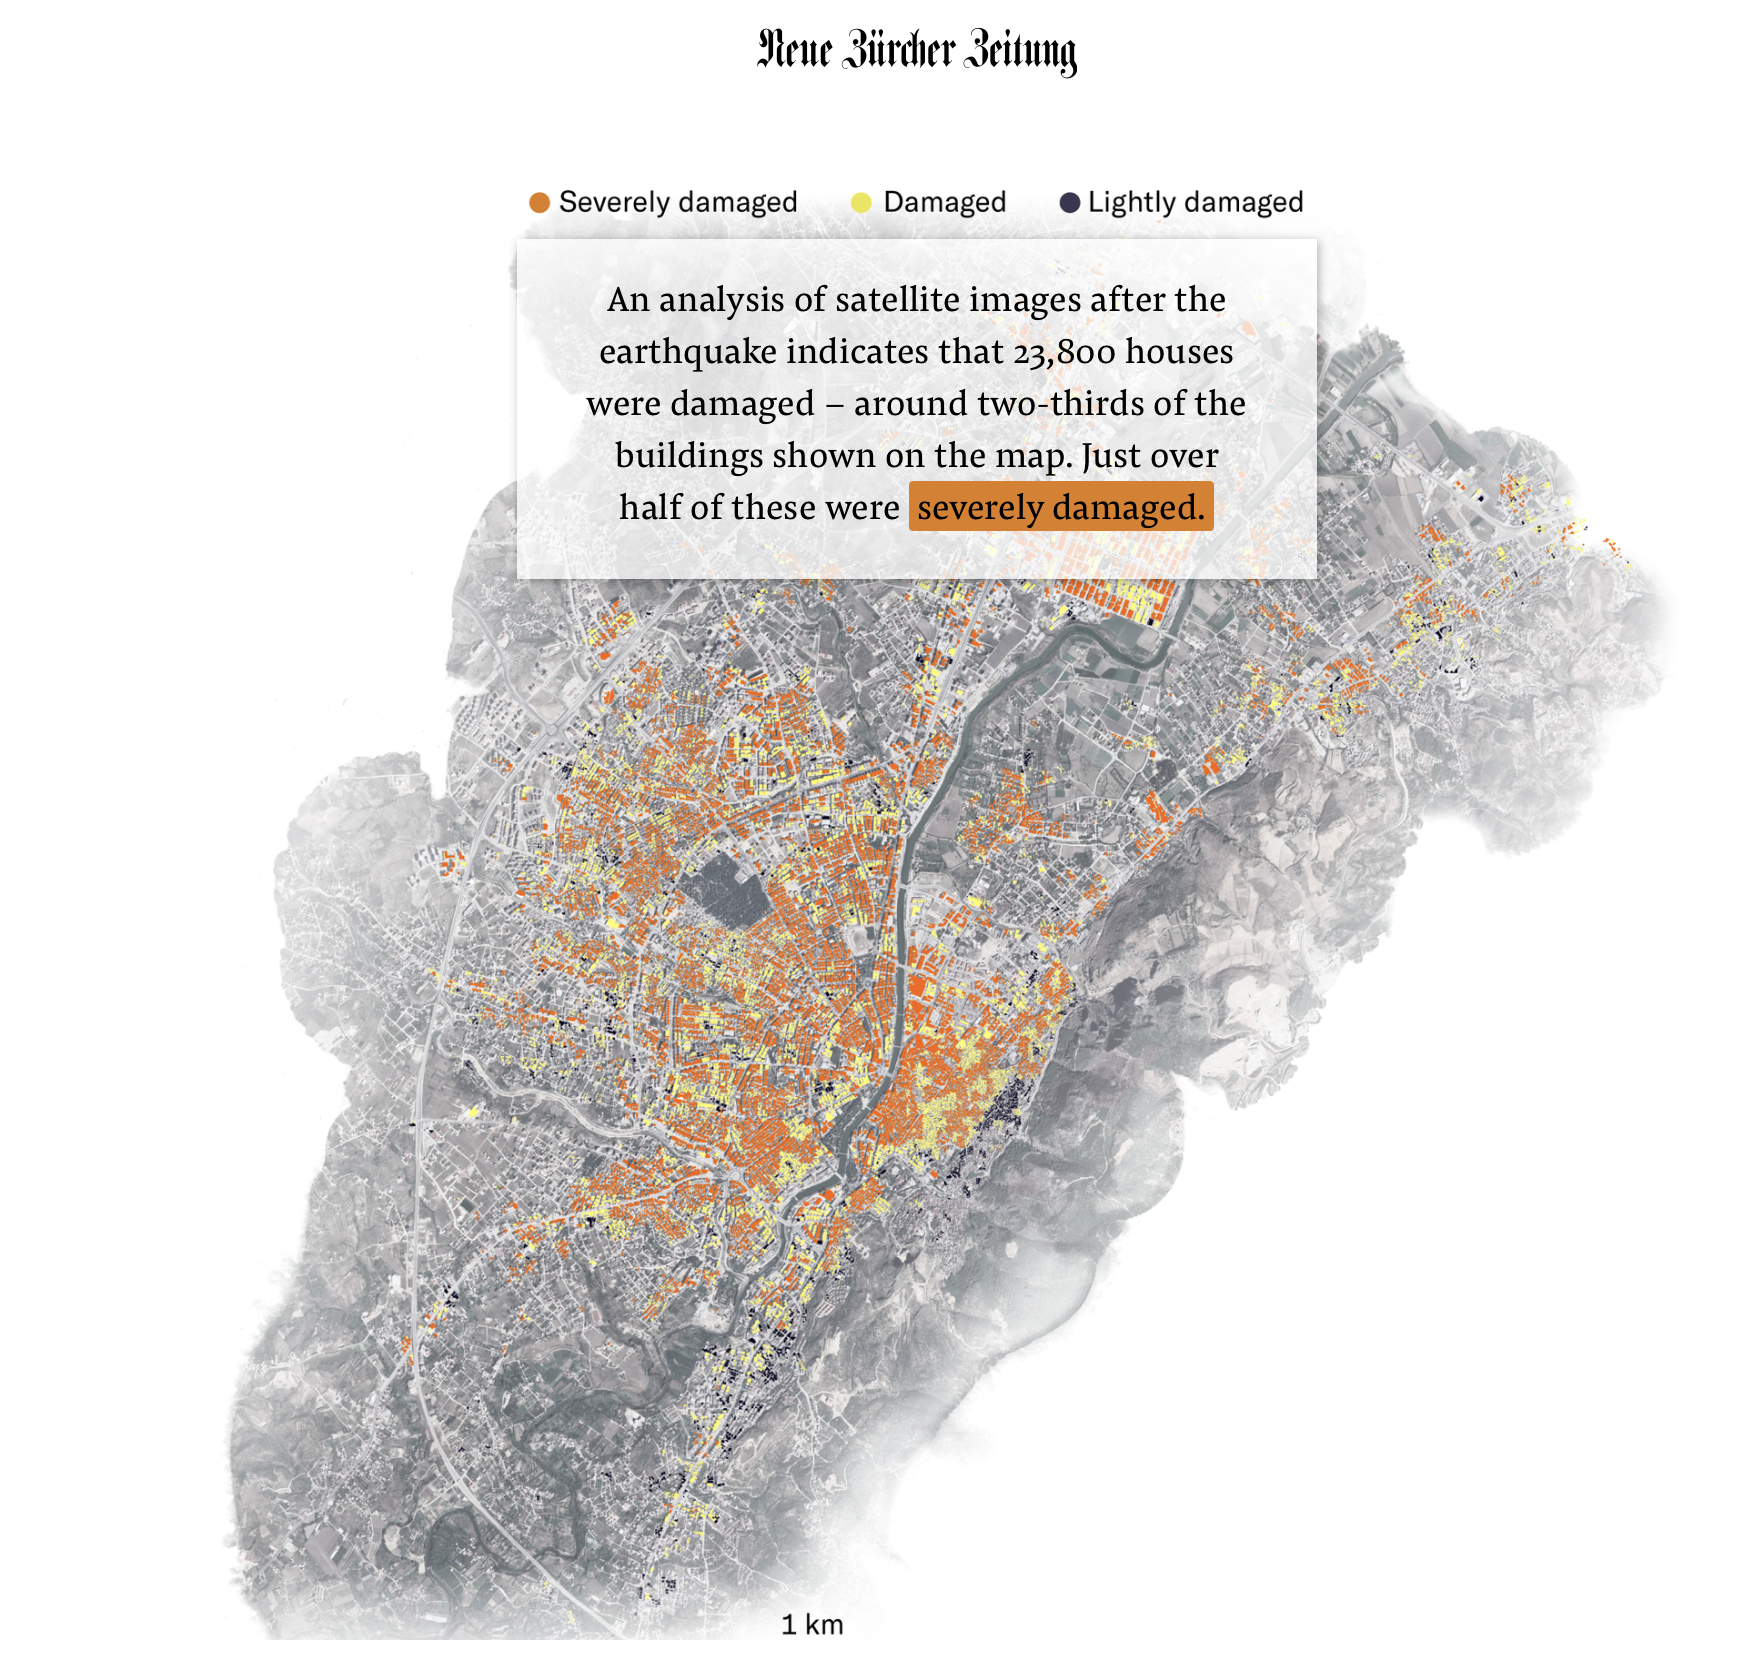 Neue Zürcher Zeitung
Severely damaged Damaged Lightly damaged
An analysis of satellite images after the
earthquake indicates that 23,800 houses
were damaged – around two-thirds of the
buildings shown on the map. Just over
half of these were severely damaged.
1 km